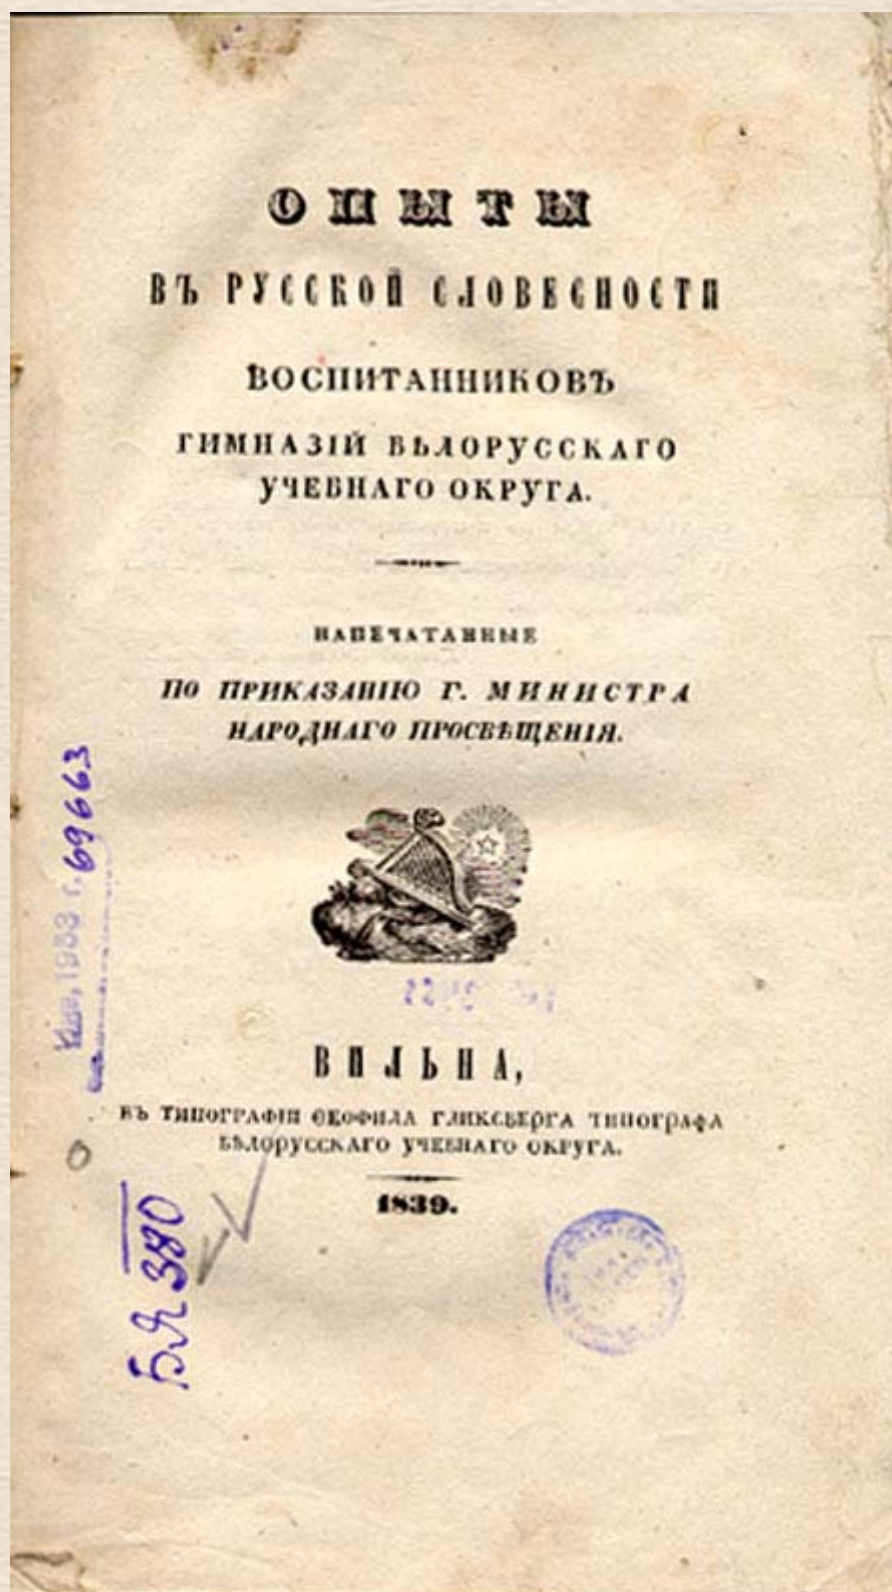 ОПЫТЫ
ВЪ РУССКОЙ СЛОВЕСНОСТИ
ВОСПИТАННИКОВЪ
ГИМНАЗІЙ БѢЛОРУССКАГО
УЧЕБНАГО ОКРУГА.
НАПЕЧАТАННЫЕ
ПО ПРИКАЗАНІЮ Г. МИНИСТРА
НАРОДНАГО ПРОСВѢЩЕНІЯ.
ВИЛЬНА,
ВЪ ТИПОГРАФІИ ѲЕОФИЛА ГЛИКСБЕРГА ТИПОГРАФА
БѢЛОРУССКАГО УЧЕБНАГО ОКРУГА.
1839.
1953 г. 69663
БЯ 380